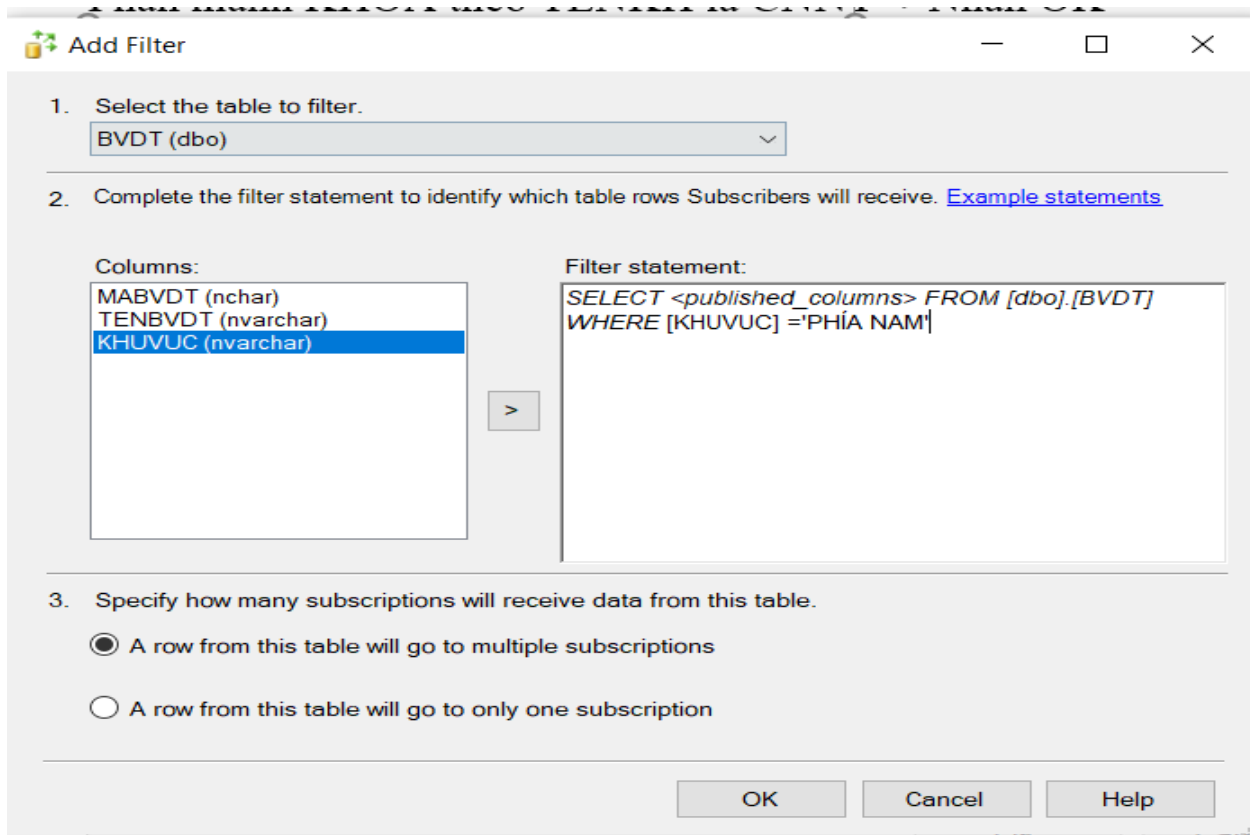 Add Filter
1. Select the table to filter.
BVDT (dbo)
2. Complete the filter statement to identify which table rows Subscribers will receive. Example statements
Columns:
MABVDT (nchar)
TENBVDT (nvarchar)
KHUVUC (nvarchar)
>
Filter statement:
SELECT <published_columns> FROM [dbo].[BVDT]
WHERE [KHUVUC] ='PHÍA NAM'
3. Specify how many subscriptions will receive data from this table.
A row from this table will go to multiple subscriptions
A row from this table will go to only one subscription
OK Cancel Help